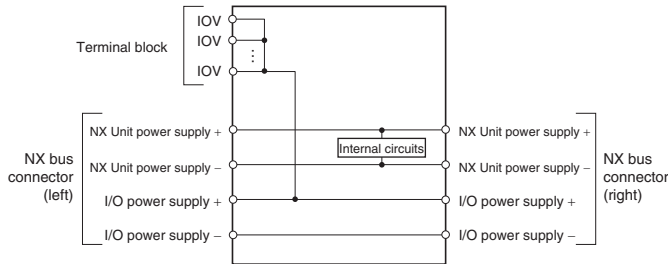 IOV
IOV
IOV
Terminal block
NX bus
connector
(left)
NX Unit power supply +
NX Unit power supply −
I/O power supply +
I/O power supply −
Internal circuits
NX Unit power supply +
NX Unit power supply −
I/O power supply +
I/O power supply −
NX bus
connector
(right)